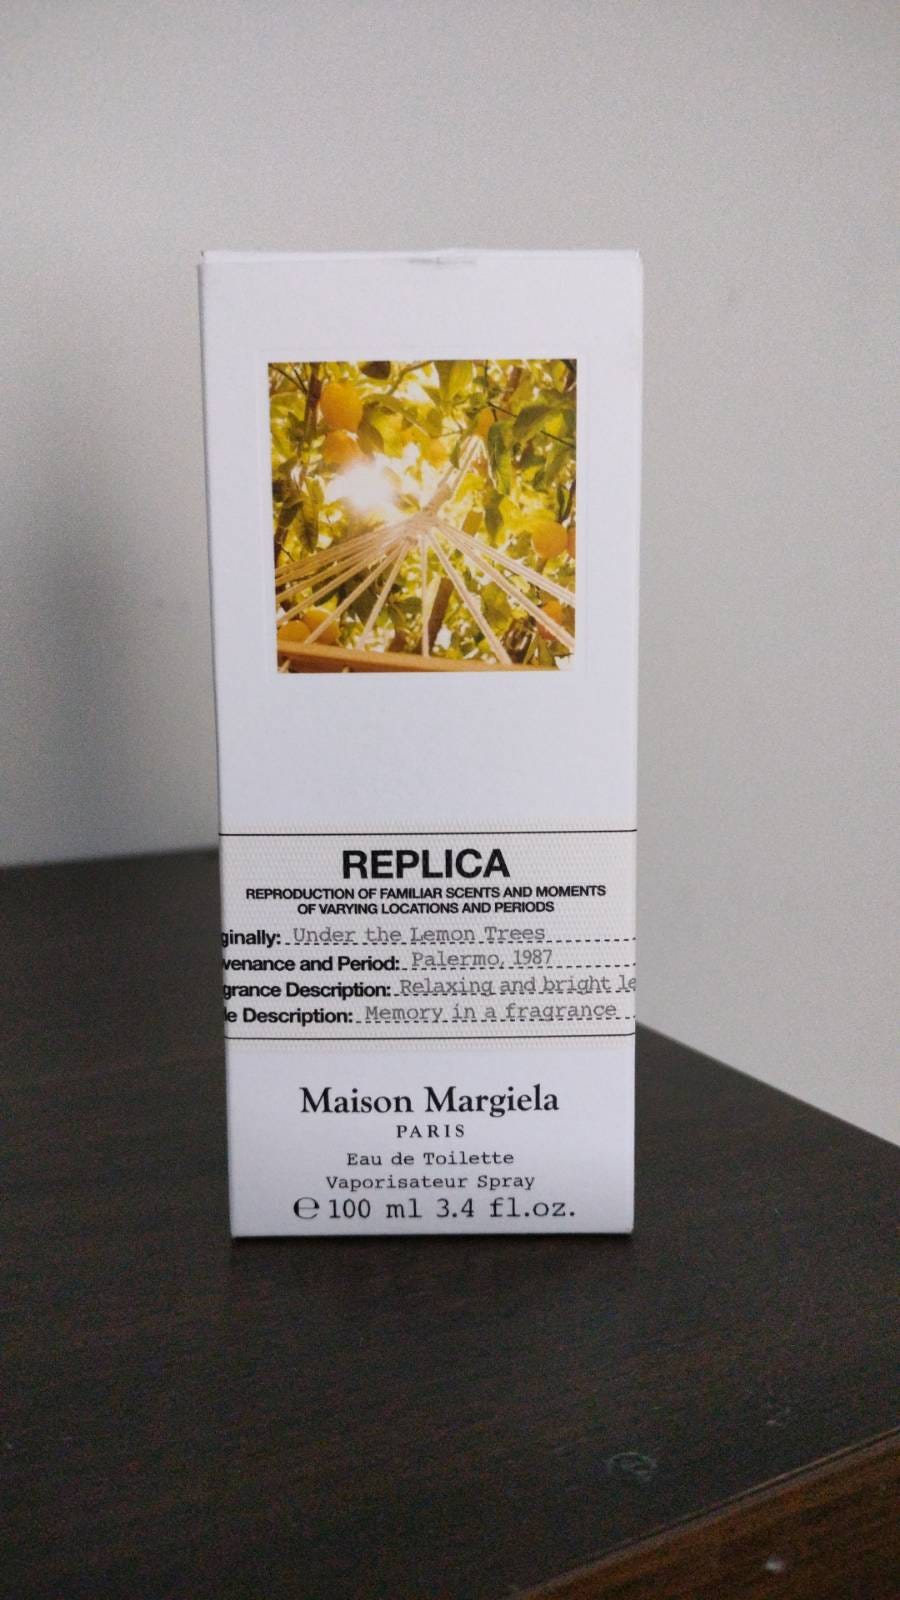 REPLICA
REPRODUCTION OF FAMILIAR SCENTS AND MOMENTS
OF VARYING LOCATIONS AND PERIODS
ginally: Under the Lemon Trees
venance and Period: Palermo, 1987
grance Description: Relaxing and bright le
le Description: Memory in a fragrance
Maison Margiela
PARIS
Eau de Toilette
Vaporisateur Spray
℮ 100 ml 3.4 fl.oz.